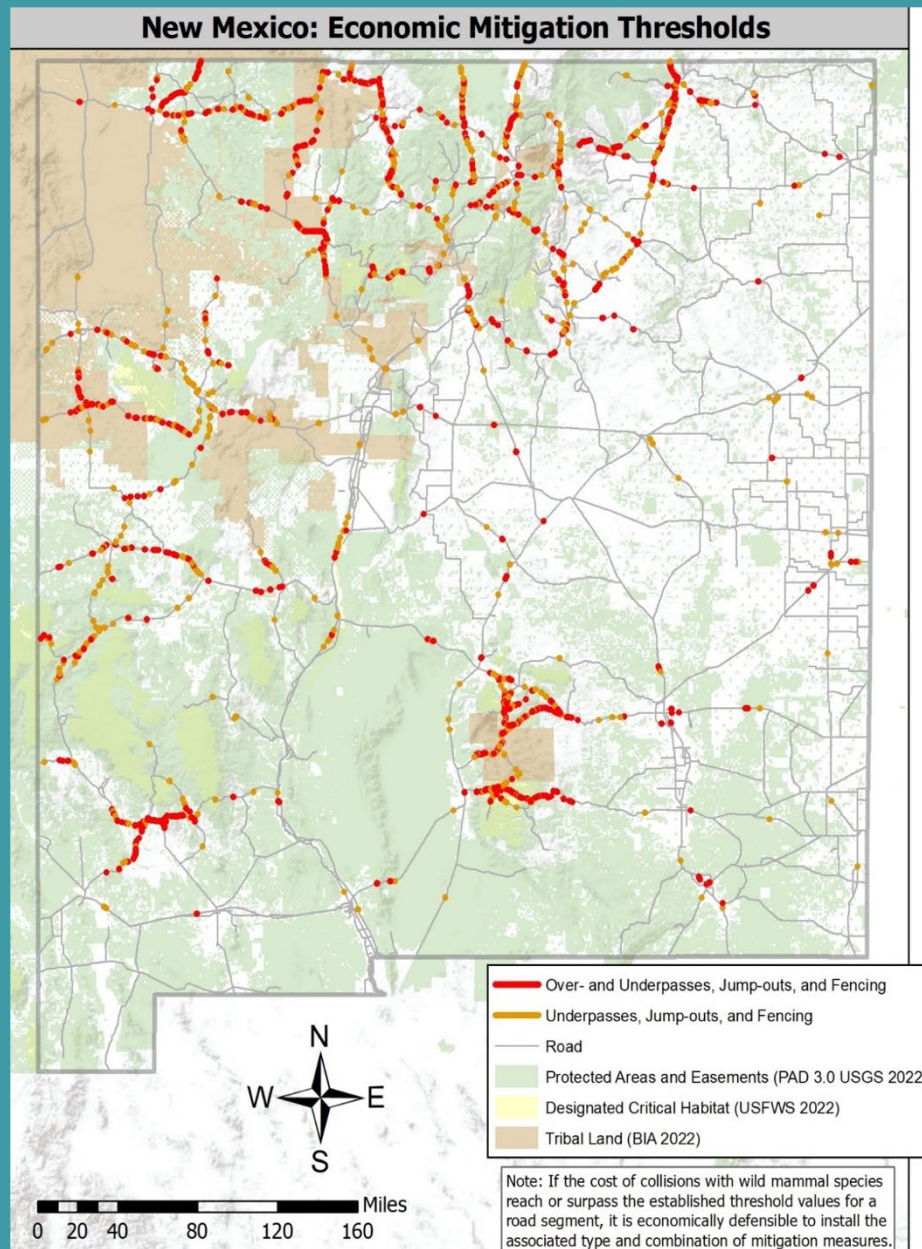 New Mexico: Economic Mitigation Thresholds
Over- and Underpasses, Jump-outs, and Fencing
Underpasses, Jump-outs, and Fencing
Road
Protected Areas and Easements (PAD 3.0 USGS 2022
Designated Critical Habitat (USFWS 2022)
Tribal Land (BIA 2022)
N
W
E
S
Miles
0 20 40 80 120 160
Note: If the cost of collisions with wild mammal species
reach or surpass the established threshold values for a
road segment, it is economically defensible to install the
associated type and combination of mitigation measures.